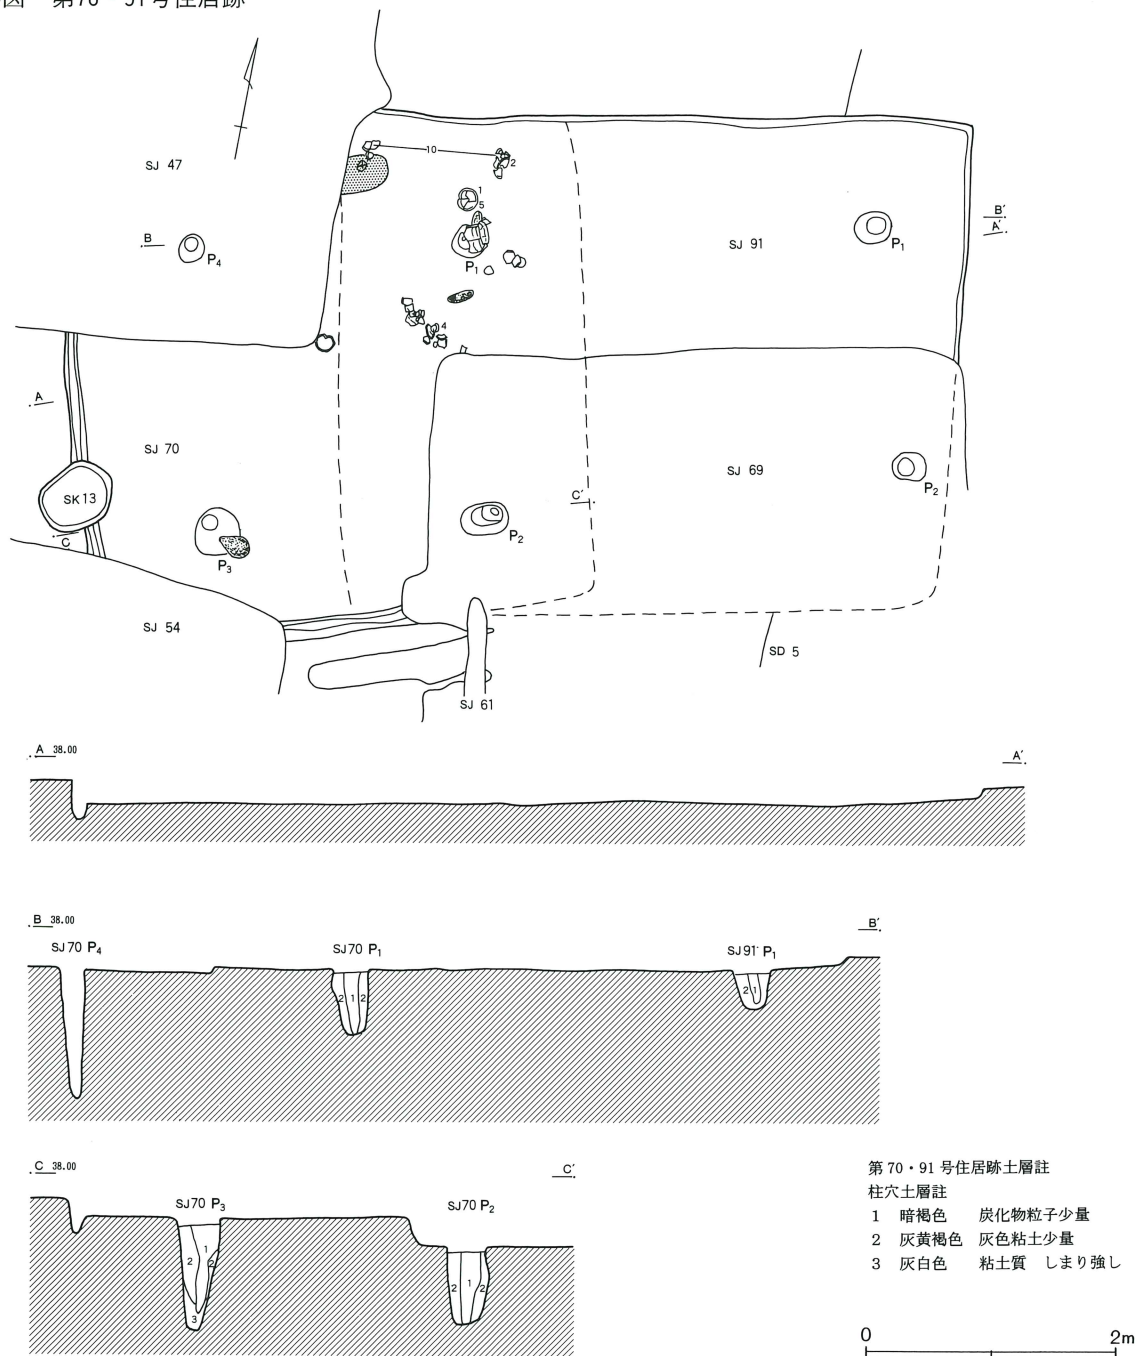 図 第70・91号住居跡
SJ 47
10
2
1
5
B
P4
P1
SJ 91
P1
B′
A′
4
A
SJ 70
SJ 69
SK13
C′
P2
P2
C
P3
SJ 54
SD 5
SJ 61
A 38.00
A′
B 38.00
B′
SJ70 P4
SJ70 P1
SJ91 P1
2 1 2
2 1
C 38.00
C′
SJ70 P3
SJ70 P2
1
2 2
3
2 1 2
第70・91号住居跡土層註
柱穴土層註
1 暗褐色 炭化物粒子少量
2 灰黄褐色 灰色粘土少量
3 灰白色 粘土質 しまり強し
0 2m